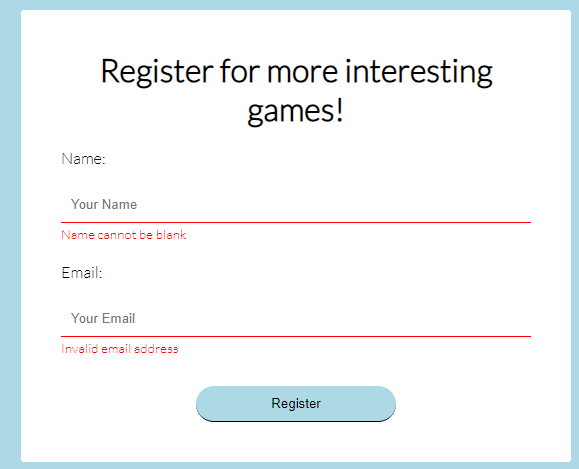 Register for more interesting
games!
Name:
Your Name
Name cannot be blank
Email:
Your Email
Invalid email address
Register